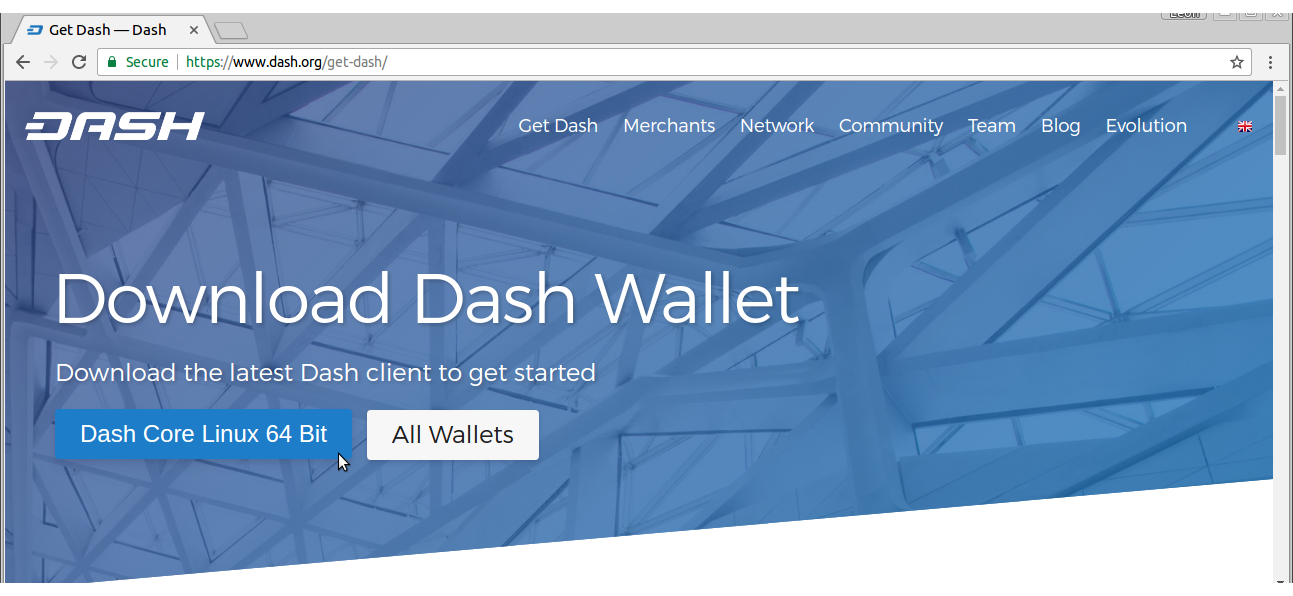 Leon
Get Dash — Dash
Secure https://www.dash.org/get-dash/
DASH Get Dash Merchants Network Community Team Blog Evolution
Download Dash Wallet
Download the latest Dash client to get started
Dash Core Linux 64 Bit All Wallets